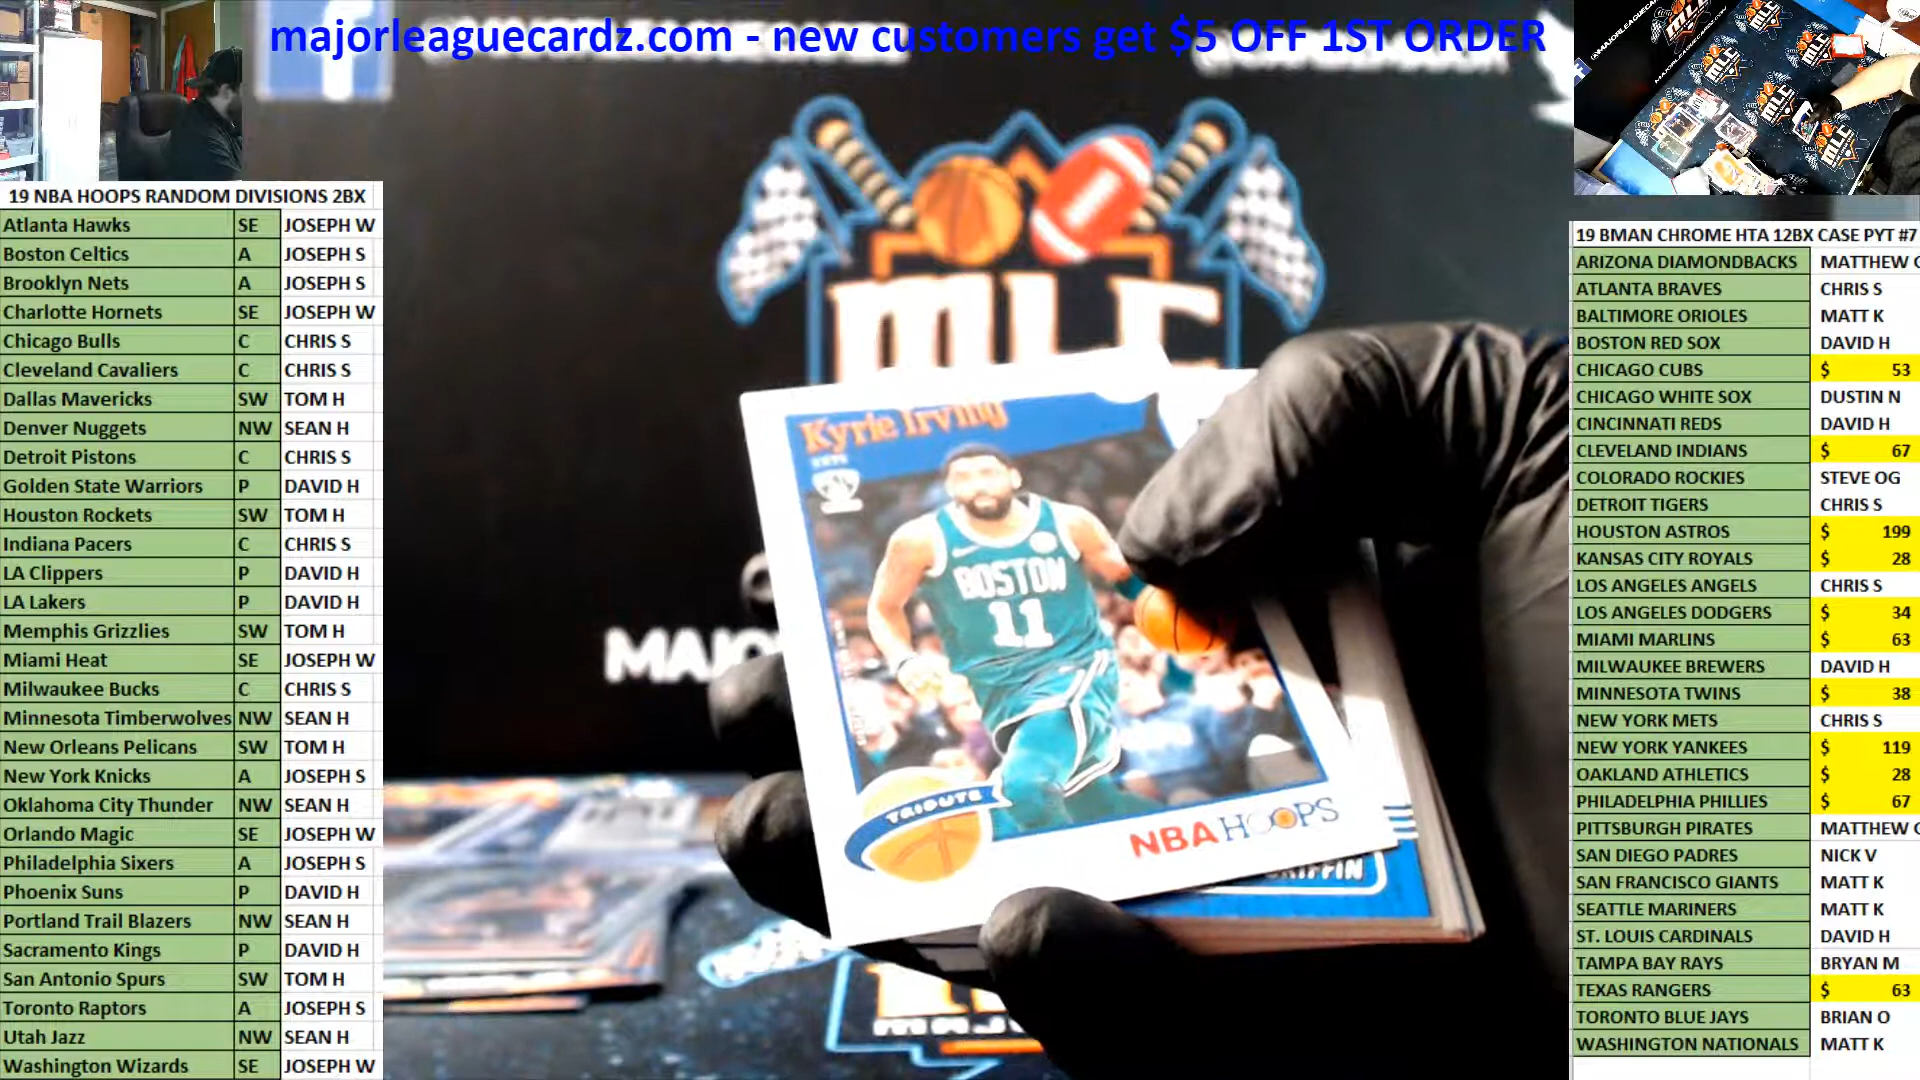 majorleaguecardz.com - new customers get $5 OFF 1ST ORDER
19 NBA HOOPS RANDOM DIVISIONS 2BX
Atlanta Hawks SE JOSEPH W
Boston Celtics A JOSEPH S
Brooklyn Nets A JOSEPH S
Charlotte Hornets SE JOSEPH W
Chicago Bulls C CHRIS S
Cleveland Cavaliers C CHRIS S
Dallas Mavericks SW TOM H
Denver Nuggets NW SEAN H
Detroit Pistons C CHRIS S
Golden State Warriors P DAVID H
Houston Rockets SW TOM H
Indiana Pacers C CHRIS S
LA Clippers P DAVID H
LA Lakers P DAVID H
Memphis Grizzlies SW TOM H
Miami Heat SE JOSEPH W
Milwaukee Bucks C CHRIS S
Minnesota Timberwolves NW SEAN H
New Orleans Pelicans SW TOM H
New York Knicks A JOSEPH S
Oklahoma City Thunder NW SEAN H
Orlando Magic SE JOSEPH W
Philadelphia Sixers A JOSEPH S
Phoenix Suns P DAVID H
Portland Trail Blazers NW SEAN H
Sacramento Kings P DAVID H
San Antonio Spurs SW TOM H
Toronto Raptors A JOSEPH S
Utah Jazz NW SEAN H
Washington Wizards SE JOSEPH W
MLC
Kyrie Irving
BOSTON
11
TRIBUTE
NBA HOOPS
MLC
MLC
MLC
MLC
19 BMAN CHROME HTA 12BX CASE PYT #7
ARIZONA DIAMONDBACKS MATTHEW
ATLANTA BRAVES CHRIS S
BALTIMORE ORIOLES MATT K
BOSTON RED SOX DAVID H
CHICAGO CUBS $ 53
CHICAGO WHITE SOX DUSTIN N
CINCINNATI REDS DAVID H
CLEVELAND INDIANS $ 67
COLORADO ROCKIES STEVE OG
DETROIT TIGERS CHRIS S
HOUSTON ASTROS $ 199
KANSAS CITY ROYALS $ 28
LOS ANGELES ANGELS CHRIS S
LOS ANGELES DODGERS $ 34
MIAMI MARLINS $ 63
MILWAUKEE BREWERS DAVID H
MINNESOTA TWINS $ 38
NEW YORK METS CHRIS S
NEW YORK YANKEES $ 119
OAKLAND ATHLETICS $ 28
PHILADELPHIA PHILLIES $ 67
PITTSBURGH PIRATES MATTHEW
SAN DIEGO PADRES NICK V
SAN FRANCISCO GIANTS MATT K
SEATTLE MARINERS MATT K
ST. LOUIS CARDINALS DAVID H
TAMPA BAY RAYS BRYAN M
TEXAS RANGERS $ 63
TORONTO BLUE JAYS BRIAN O
WASHINGTON NATIONALS MATT K